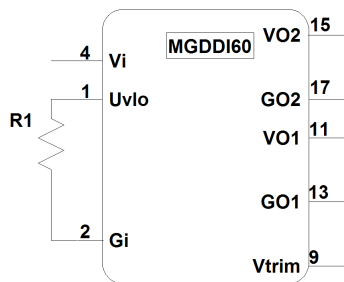 MGDDI60
4 Vi
1 Uvlo
R1
2 Gi
VO2 15
GO2 17
VO1 11
GO1 13
Vtrim 9